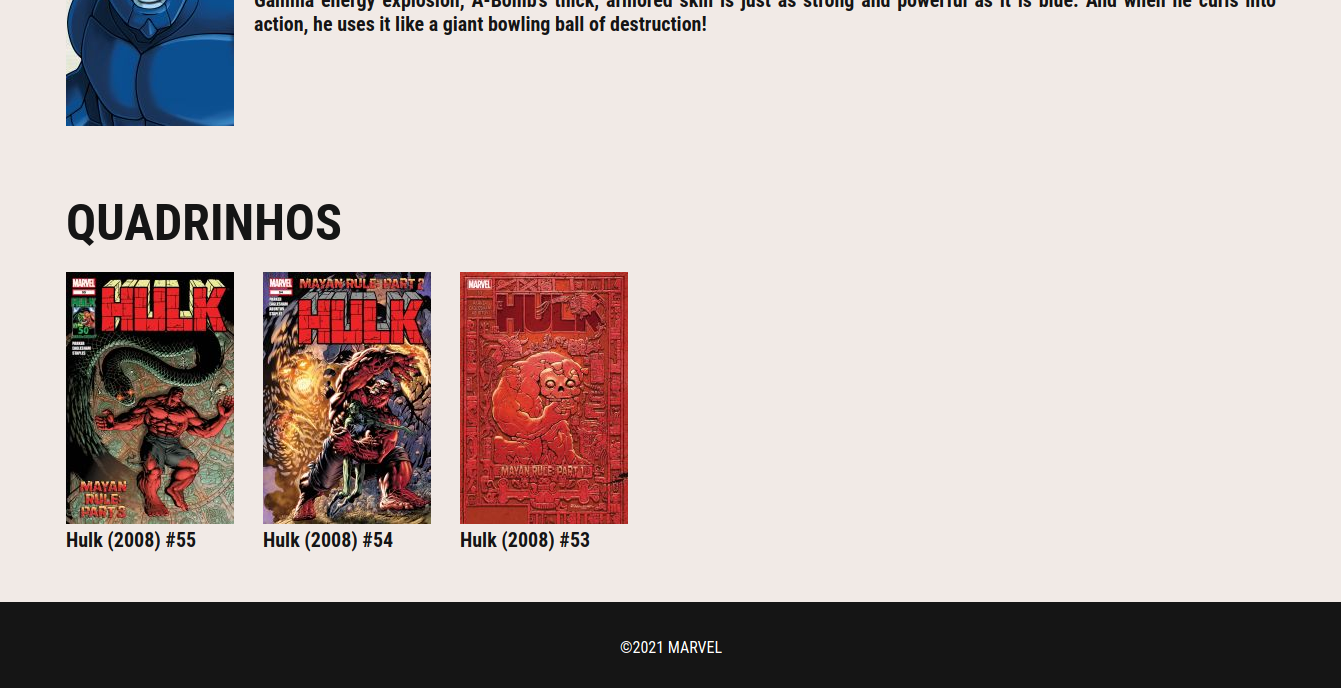 Gamma energy explosion, A-Bomb's thick, armored skin is just as strong and powerful as it is blue. And when he curls into
action, he uses it like a giant bowling ball of destruction!
QUADRINHOS
MARVEL
HULK
MAYAN
RULE:
PART 3
MARVEL
MAYAN RULE: PART 2
HULK
MARVEL
HULK
MAYAN RULE: PART 1
Hulk (2008) #55
Hulk (2008) #54
Hulk (2008) #53
©2021 MARVEL